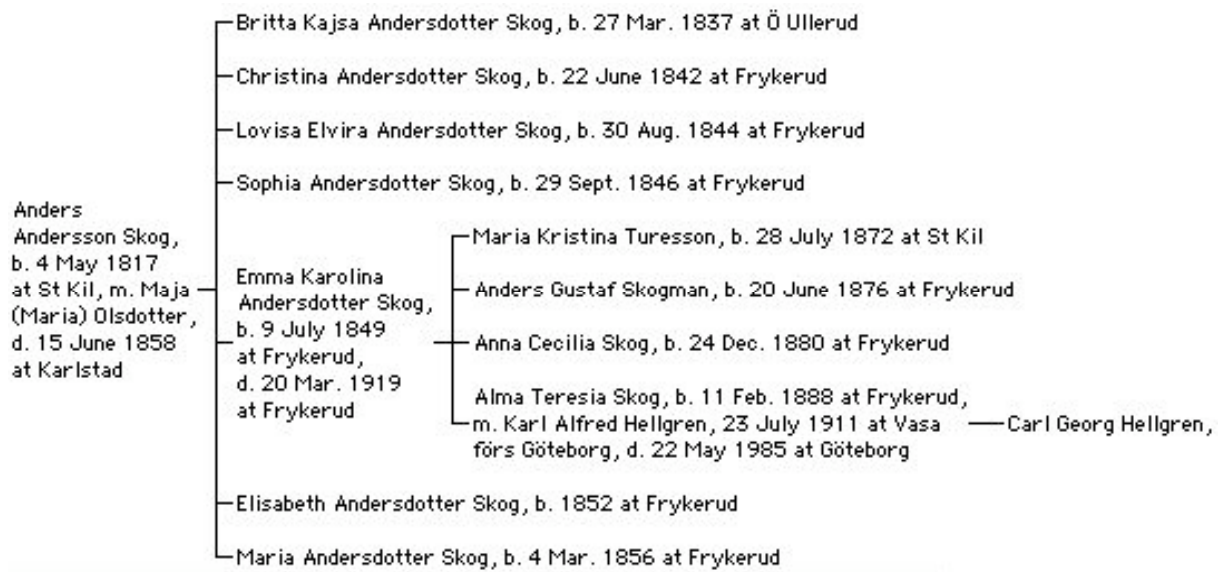 Britta Kajsa Andersdotter Skog, b. 27 Mar. 1837 at Ö Ullerud
Christina Andersdotter Skog, b. 22 June 1842 at Frykerud
Lovisa Elvira Andersdotter Skog, b. 30 Aug. 1844 at Frykerud
Sophia Andersdotter Skog, b. 29 Sept. 1846 at Frykerud
Anders
Andersson Skog,
b. 4 May 1817
at St Kil, m. Maja
(Maria) Olsdotter,
d. 15 June 1858
at Karlstad
Emma Karolina
Andersdotter Skog,
b. 9 July 1849
at Frykerud,
d. 20 Mar. 1919
at Frykerud
Maria Kristina Turesson, b. 28 July 1872 at St Kil
Anders Gustaf Skogman, b. 20 June 1876 at Frykerud
Anna Cecilia Skog, b. 24 Dec. 1880 at Frykerud
Alma Teresia Skog, b. 11 Feb. 1888 at Frykerud,
m. Karl Alfred Hellgren, 23 July 1911 at Vasa
förs Göteborg, d. 22 May 1985 at Göteborg
Carl Georg Hellgren,
Elisabeth Andersdotter Skog, b. 1852 at Frykerud
Maria Andersdotter Skog, b. 4 Mar. 1856 at Frykerud